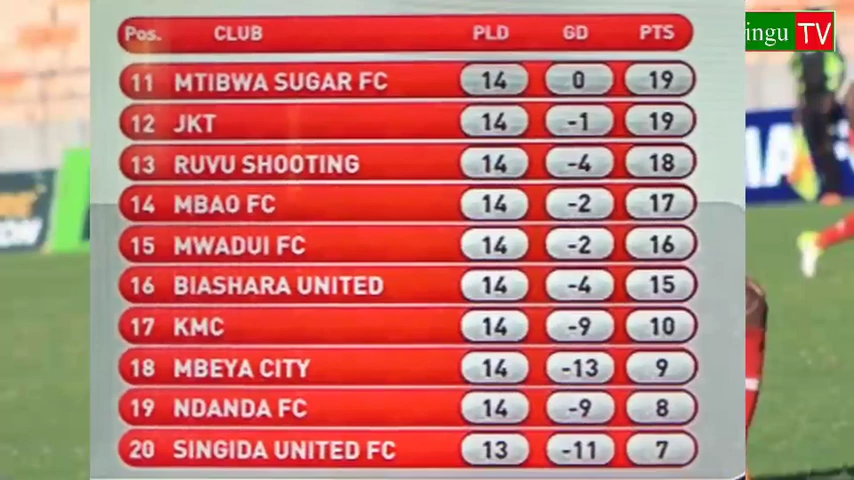 ingu TV
Pos. CLUB PLD GD PTS
11 MTIBWA SUGAR FC 14 0 19
12 JKT 14 -1 19
13 RUVU SHOOTING 14 -4 18
14 MBAO FC 14 -2 17
15 MWADUI FC 14 -2 16
16 BIASHARA UNITED 14 -4 15
17 KMC 14 -9 10
18 MBEYA CITY 14 -13 9
19 NDANDA FC 14 -9 8
20 SINGIDA UNITED FC 13 -11 7